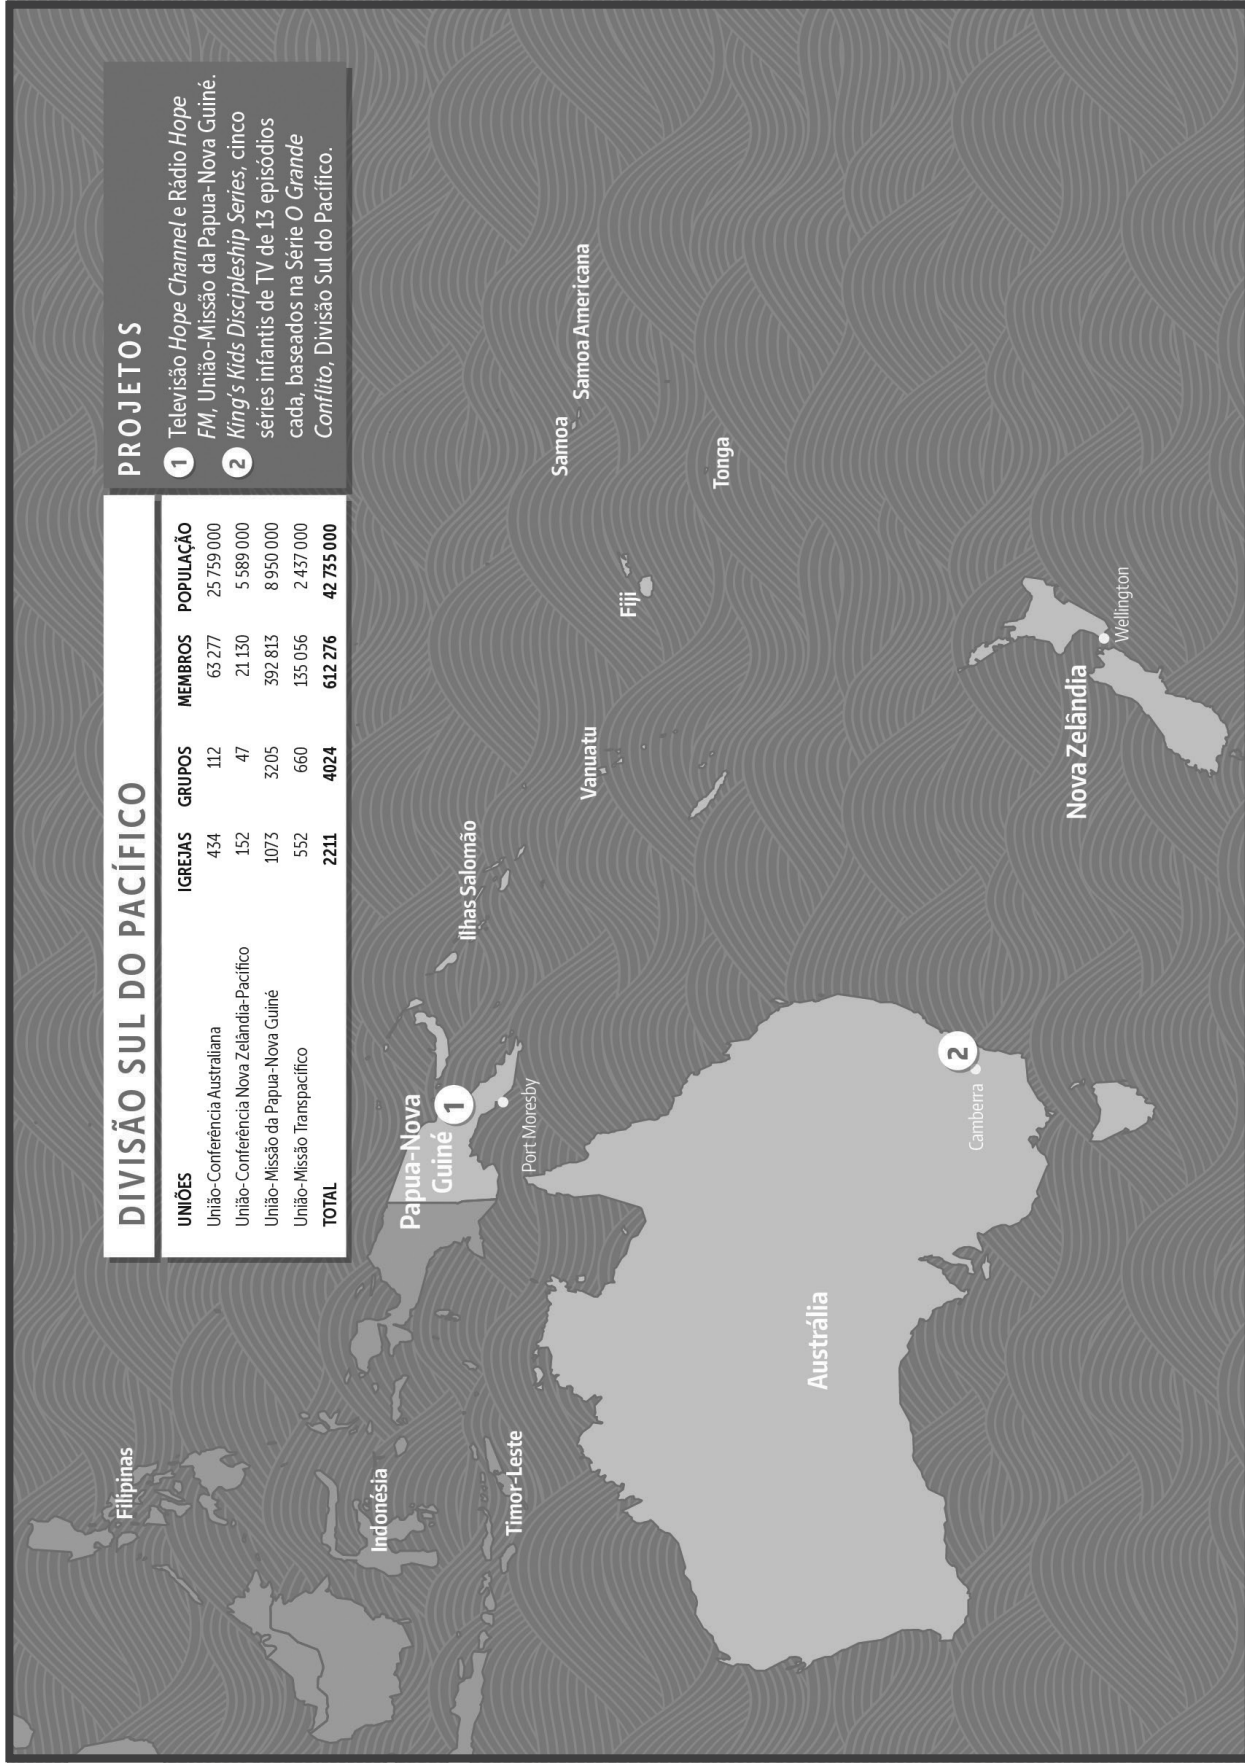 DIVISÃO SUL DO PACÍFICO
UNIÕES IGREJAS GRUPOS MEMBROS POPULAÇÃO
União-Conferência Australiana 434 112 63 277 25 759 000
União-Conferência Nova Zelândia-Pacífico 152 47 21 130 5 589 000
União-Missão da Papua-Nova Guiné 1073 3205 392 813 8 950 000
União-Missão Transpacífico 552 660 135 056 2 437 000
TOTAL 2211 4024 612 276 42 735 000
PROJETOS
1 Televisão Hope Channel e Rádio Hope
FM, União-Missão da Papua-Nova Guiné.
2 King's Kids Discipleship Series, cinco
séries infantis de TV de 13 episódios
cada, baseados na Série O Grande
Conflito, Divisão Sul do Pacífico.
Filipinas
Indonésia
Timor-Leste
Papua-Nova
Guiné
1
Port Moresby
Ilhas Salomão
Vanuatu
Fiji
Samoa
Samoa Americana
Tonga
Austrália
2
Camberra
Nova Zelândia
Wellington